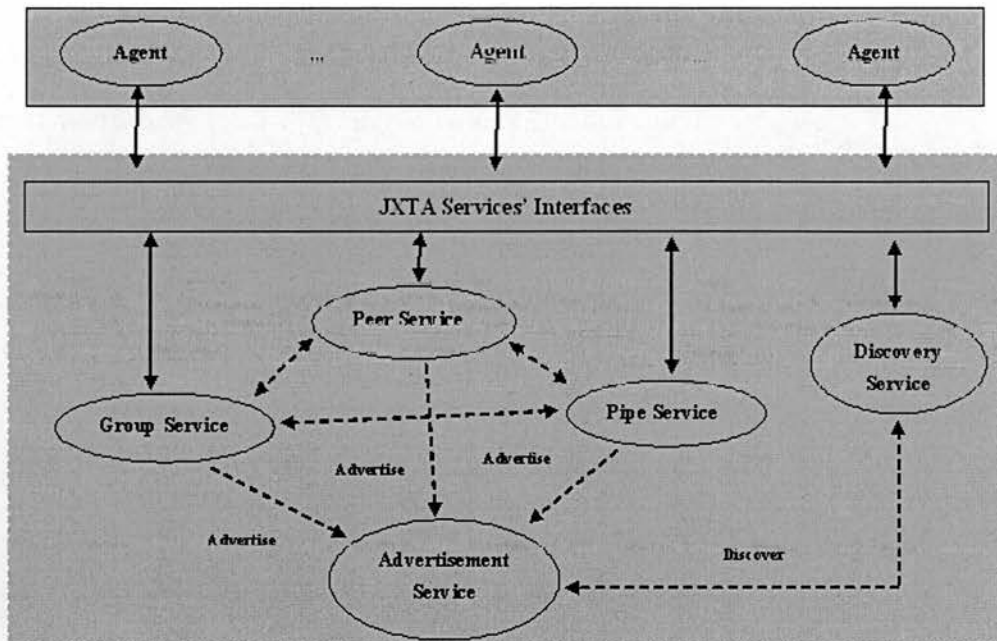 Agent ... Agent ... Agent
JXTA Services' Interfaces
Peer Service
Discovery
Service
Group Service
Pipe Service
Advertise
Advertise
Advertise
Advertisement
Service
Discover